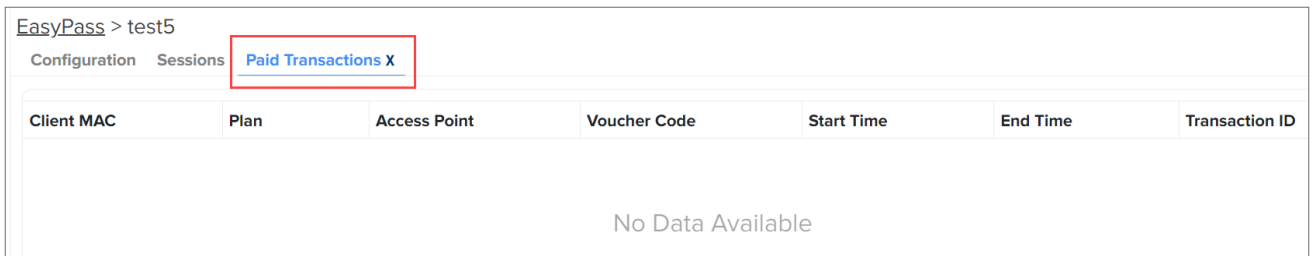 EasyPass > test5
Configuration Sessions Paid Transactions X
Client MAC Plan Access Point Voucher Code Start Time End Time Transaction ID
No Data Available